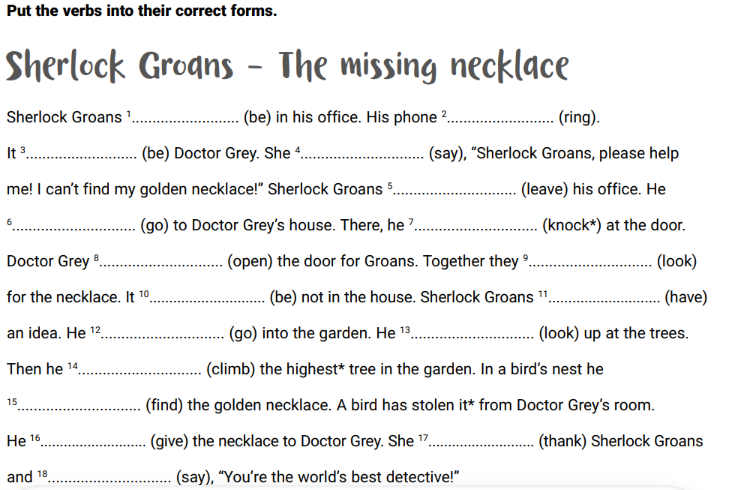 Put the verbs into their correct forms.
Sherlock Groans – The missing necklace
Sherlock Groans ¹........................ (be) in his office. His phone ²........................ (ring).
It ³......................... (be) Doctor Grey. She ⁴............................ (say), “Sherlock Groans, please help
me! I can’t find my golden necklace!” Sherlock Groans ⁵............................ (leave) his office. He
⁶............................ (go) to Doctor Grey’s house. There, he ⁷............................ (knock*) at the door.
Doctor Grey ⁸............................ (open) the door for Groans. Together they ⁹............................ (look)
for the necklace. It ¹⁰.......................... (be) not in the house. Sherlock Groans ¹¹......................... (have)
an idea. He ¹²............................ (go) into the garden. He ¹³............................ (look) up at the trees.
Then he ¹⁴............................ (climb) the highest* tree in the garden. In a bird’s nest he
¹⁵............................ (find) the golden necklace. A bird has stolen it* from Doctor Grey’s room.
He ¹⁶........................ (give) the necklace to Doctor Grey. She ¹⁷........................ (thank) Sherlock Groans
and ¹⁸............................ (say), “You’re the world’s best detective!”